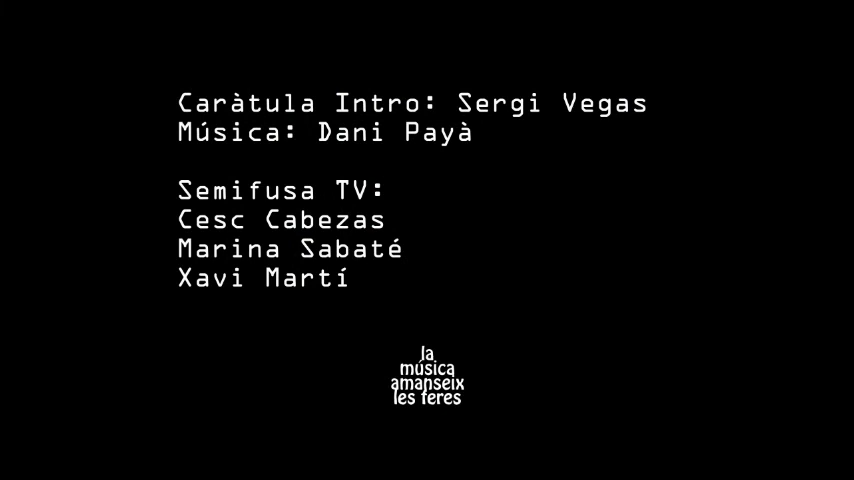 Caràtula Intro: Sergi Vegas
Música: Dani Payà
Semifusa TV:
Cesc Cabezas
Marina Sabaté
Xavi Martí
la
música
amanseix
les feres